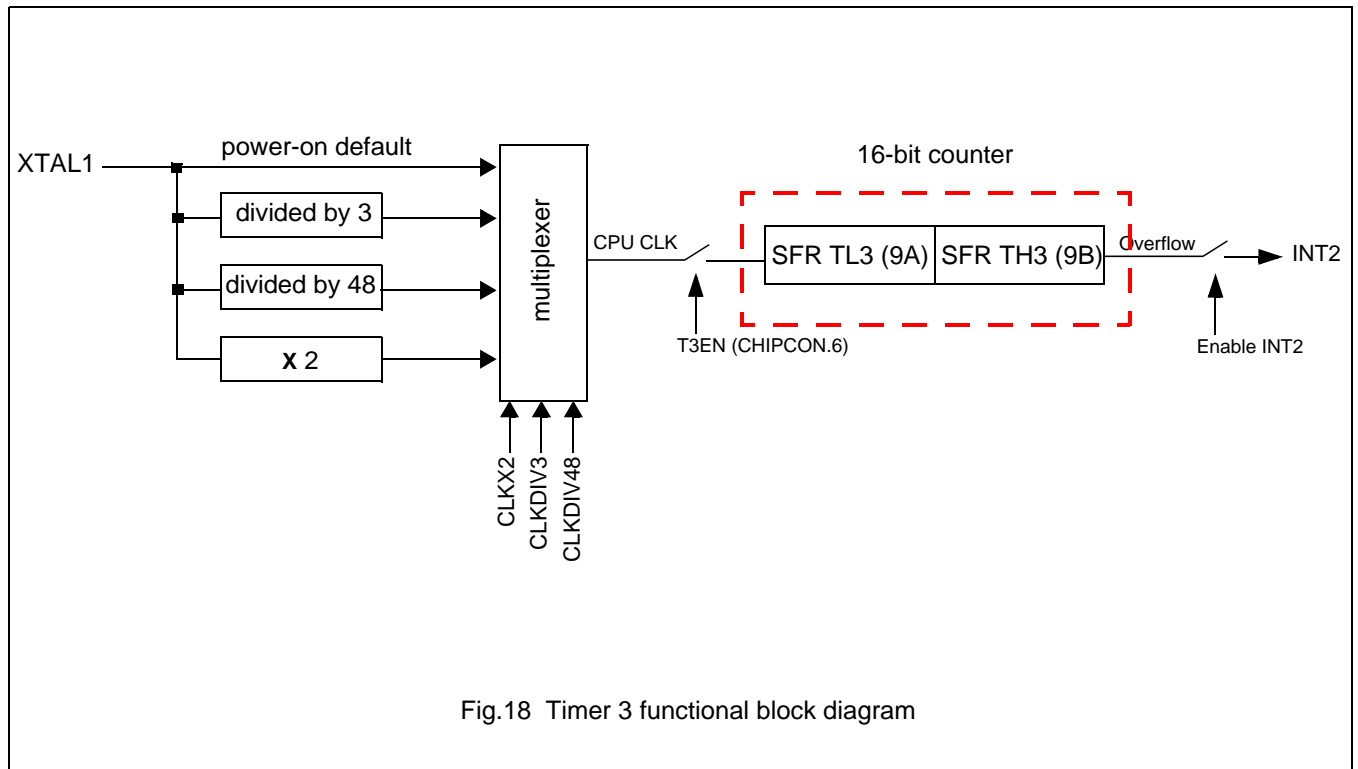 power-on default
XTAL1
divided by 3
divided by 48
X 2
multiplexer
CLKX2
CLKDIV3
CLKDIV48
CPU CLK
T3EN (CHIPCON.6)
16-bit counter
SFR TL3 (9A)
SFR TH3 (9B)
Overflow
INT2
Enable INT2
Fig.18 Timer 3 functional block diagram